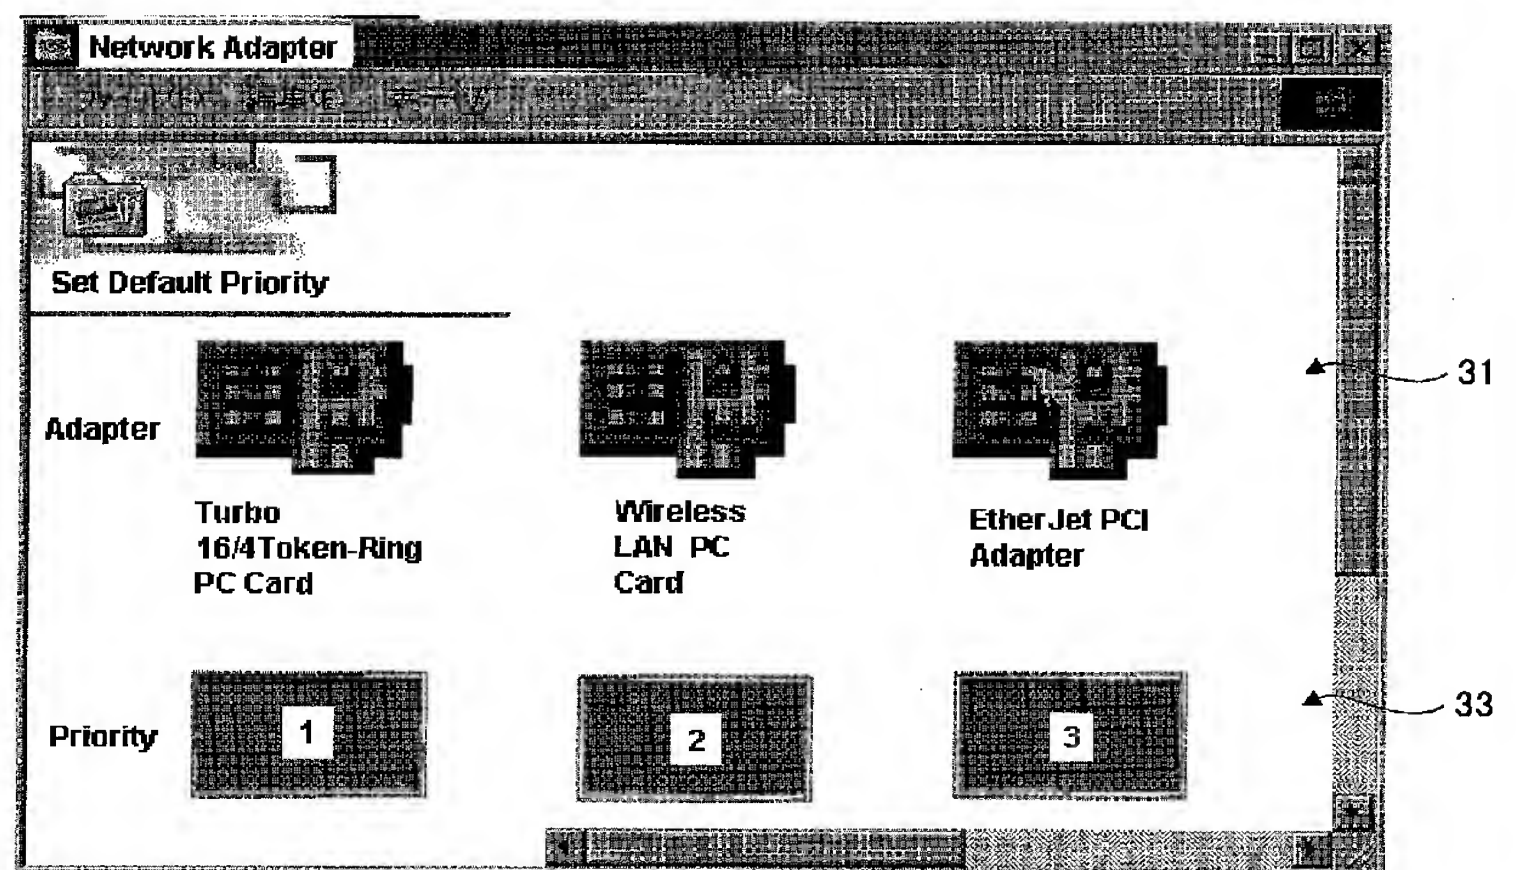 Network Adapter
Set Default Priority
Adapter
Turbo
16/4Token-Ring
PC Card
Wireless
LAN PC
Card
EtherJet PCI
Adapter
31
Priority
1
2
3
33